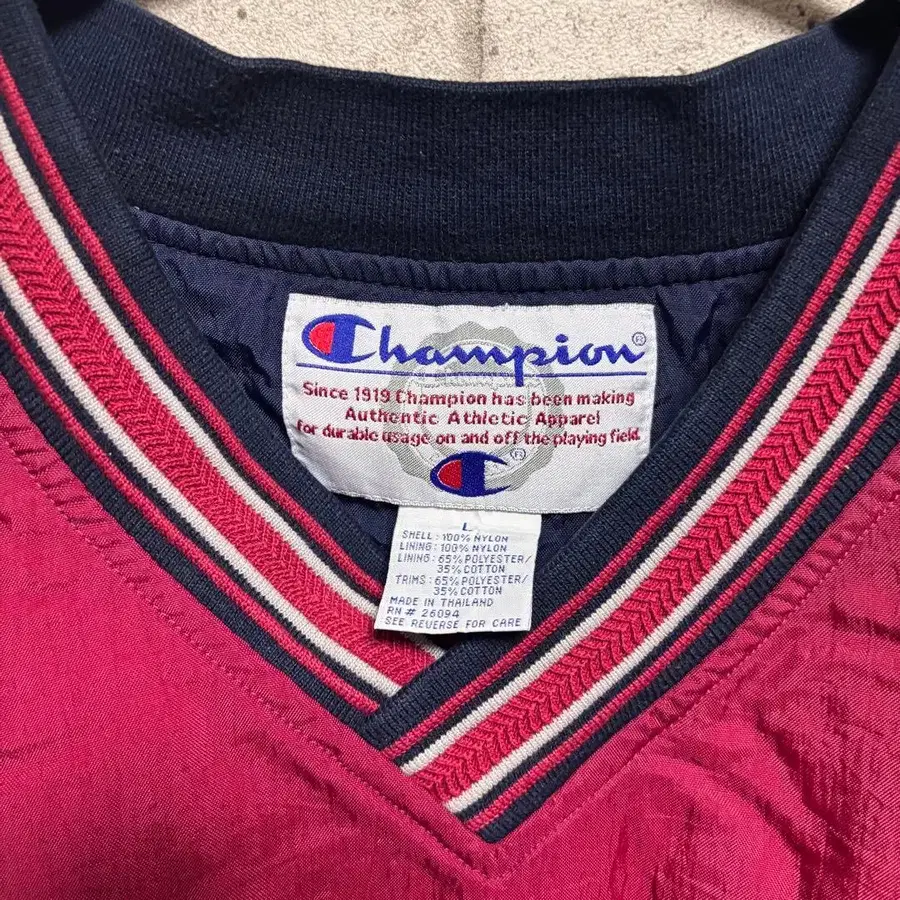 Champion®
Since 1919 Champion has been making
Authentic Athletic Apparel
for durable usage on and off the playing field.
®
L
SHELL: 100% NYLON
LINING: 100% NYLON
LINING: 65% POLYESTER/
35% COTTON
TRIMS: 65% POLYESTER/
35% COTTON
MADE IN THAILAND
RN # 26094
SEE REVERSE FOR CARE